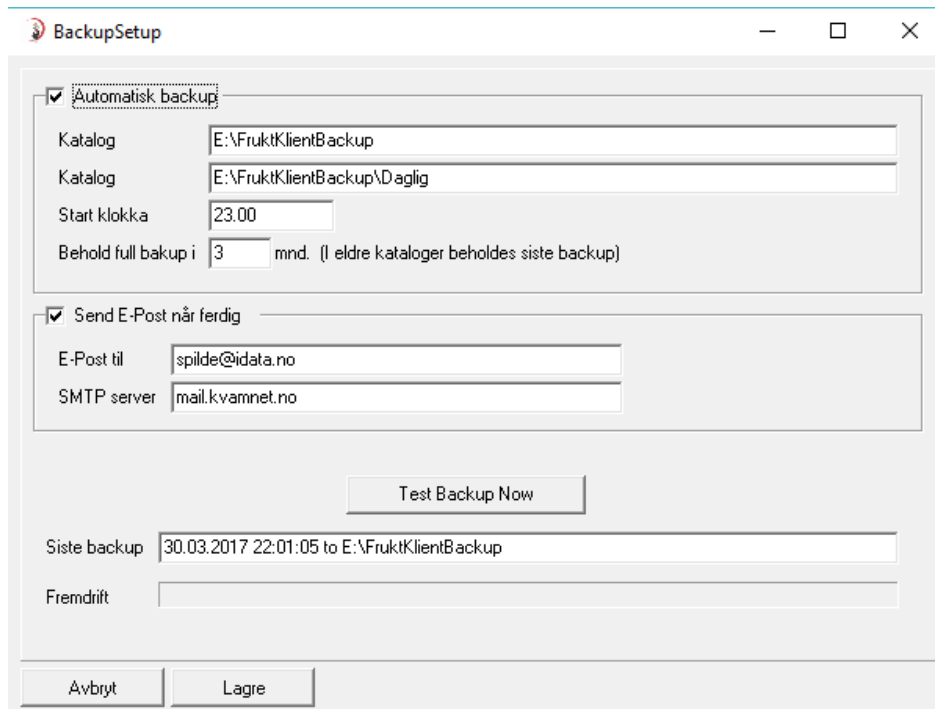 BackupSetup
Automatisk backup
Katalog E:\FruktKlientBackup
Katalog E:\FruktKlientBackup\Daglig
Start klokka 23.00
Behold full bakup i 3 mnd. (I eldre kataloger beholdes siste backup)
Send E-Post når ferdig
E-Post til spilde@idata.no
SMTP server mail.kvamnet.no
Test Backup Now
Siste backup 30.03.2017 22:01:05 to E:\FruktKlientBackup
Fremdrift
Avbryt Lagre